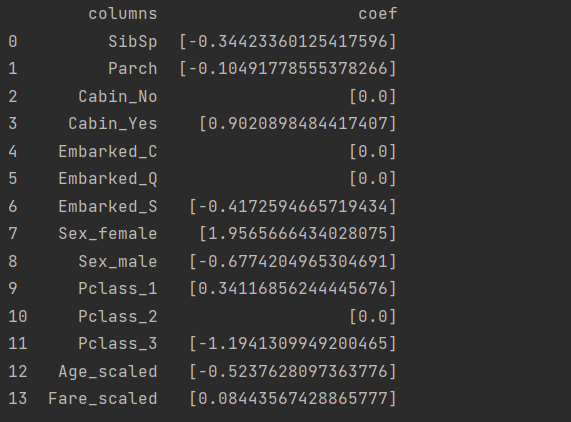 columns coef
0 SibSp [-0.34423360125417596]
1 Parch [-0.10491778555378266]
2 Cabin_No [0.0]
3 Cabin_Yes [0.9020898484417407]
4 Embarked_C [0.0]
5 Embarked_Q [0.0]
6 Embarked_S [-0.4172594665719434]
7 Sex_female [1.9565666434028075]
8 Sex_male [-0.6774204965304691]
9 Pclass_1 [0.34116856244445676]
10 Pclass_2 [0.0]
11 Pclass_3 [-1.1941309949200465]
12 Age_scaled [-0.5237628097363776]
13 Fare_scaled [0.08443567428865777]